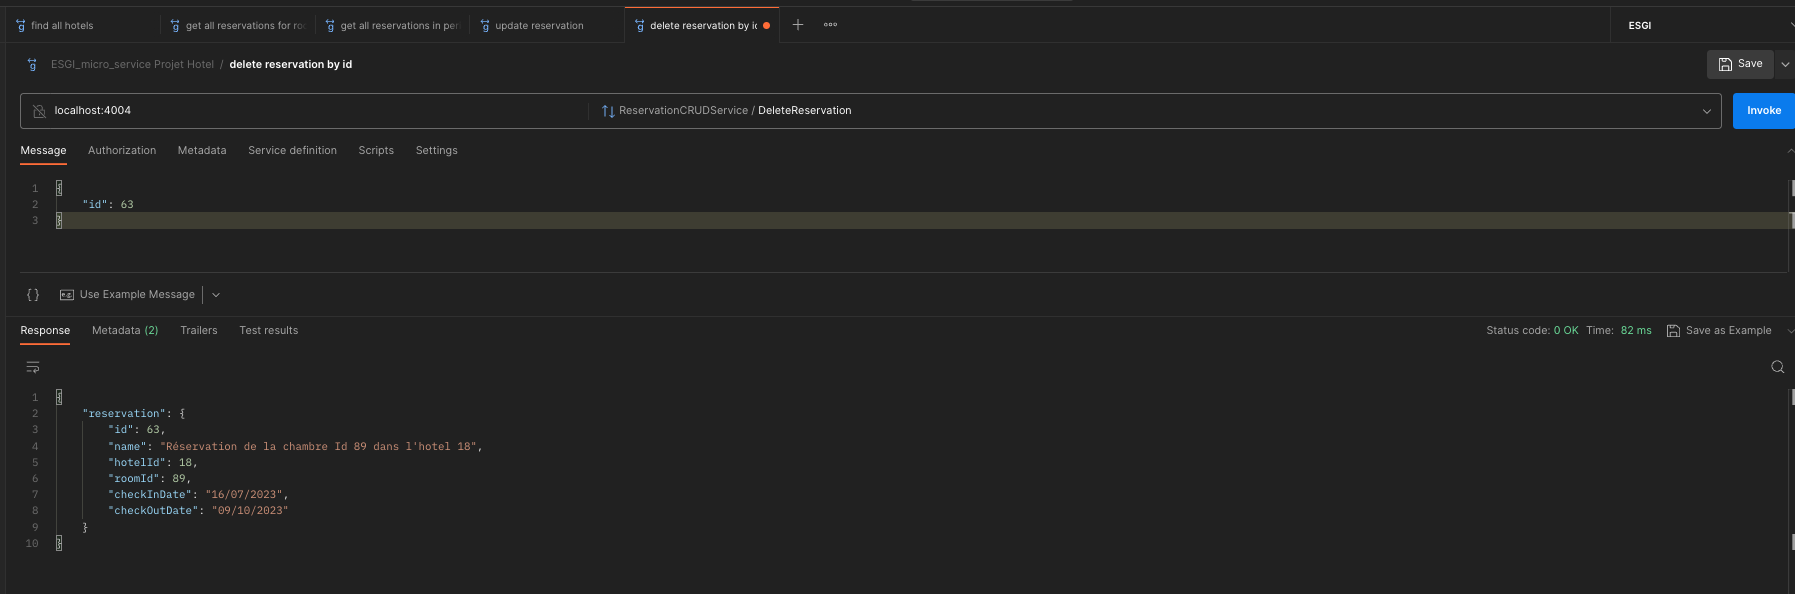 find all hotels
get all reservations for ro
get all reservations in per
update reservation
delete reservation by id
ESGI
ESGI_micro_service Projet Hotel / delete reservation by id
Save
localhost:4004
ReservationCRUDService / DeleteReservation
Invoke
Message Authorization Metadata Service definition Scripts Settings
1 {
2 "id": 63
3 }
{} Use Example Message
Response Metadata (2) Trailers Test results
Status code: 0 OK Time: 82 ms Save as Example
1 {
2 "reservation": {
3 "id": 63,
4 "name": "Réservation de la chambre Id 89 dans l'hotel 18",
5 "hotelId": 18,
6 "roomId": 89,
7 "checkInDate": "16/07/2023",
8 "checkOutDate": "09/10/2023"
9 }
10 }